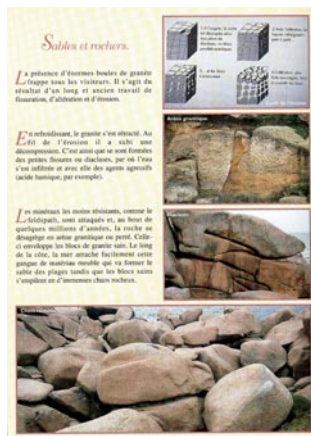 Sables et rochers.
La présence d'énormes boules de granite
frappe tous les visiteurs. Il s'agit du
résultat d'un long et ancien travail de
fissuration, d'altération et d'érosion.
En refroidissant, le granite s'est rétracté. Au
fil de l'érosion il a subi une
décompression. C'est ainsi que se sont formées
des petites fissures ou diaclases, par où l'eau
s'est infiltrée et avec elle des agents agressifs
(acide humique, par exemple).
Les minéraux les moins résistants, comme le
feldspath, sont attaqués et, au bout de
quelques millions d'années, la roche se
désagrège en arène granitique ou perré. Celle-
ci enveloppe les blocs de granite sain. Le long
de la côte, la mer arrache facilement cette
gangue de matériau meuble qui va former le
sable des plages tandis que les blocs sains
s'empilent en d'immenses chaos rocheux.
Arène granitique